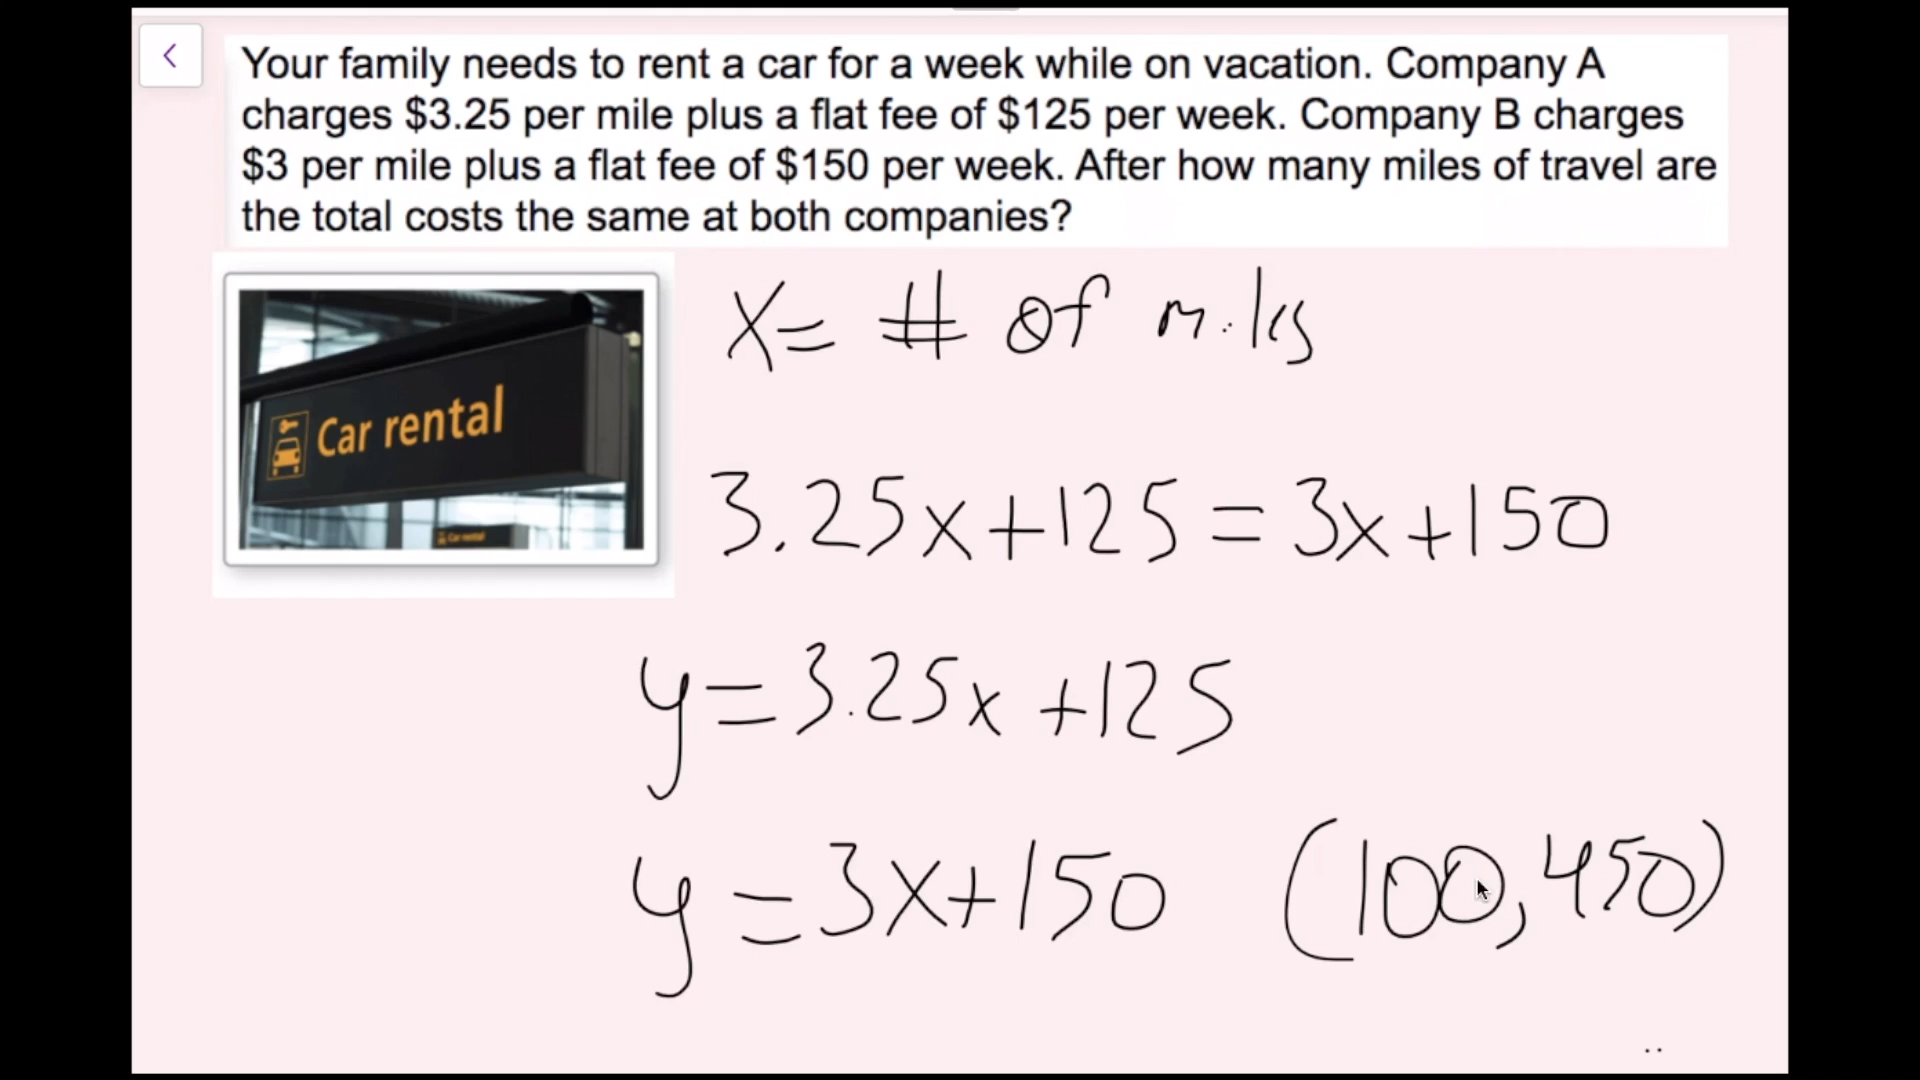 Your family needs to rent a car for a week while on vacation. Company A
charges $3.25 per mile plus a flat fee of $125 per week. Company B charges
$3 per mile plus a flat fee of $150 per week. After how many miles of travel are
the total costs the same at both companies?
Car rental
Car rental
x = # of miles
3.25x+125=3x+150
y=3.25x+125
y=3x+150 (100,450)